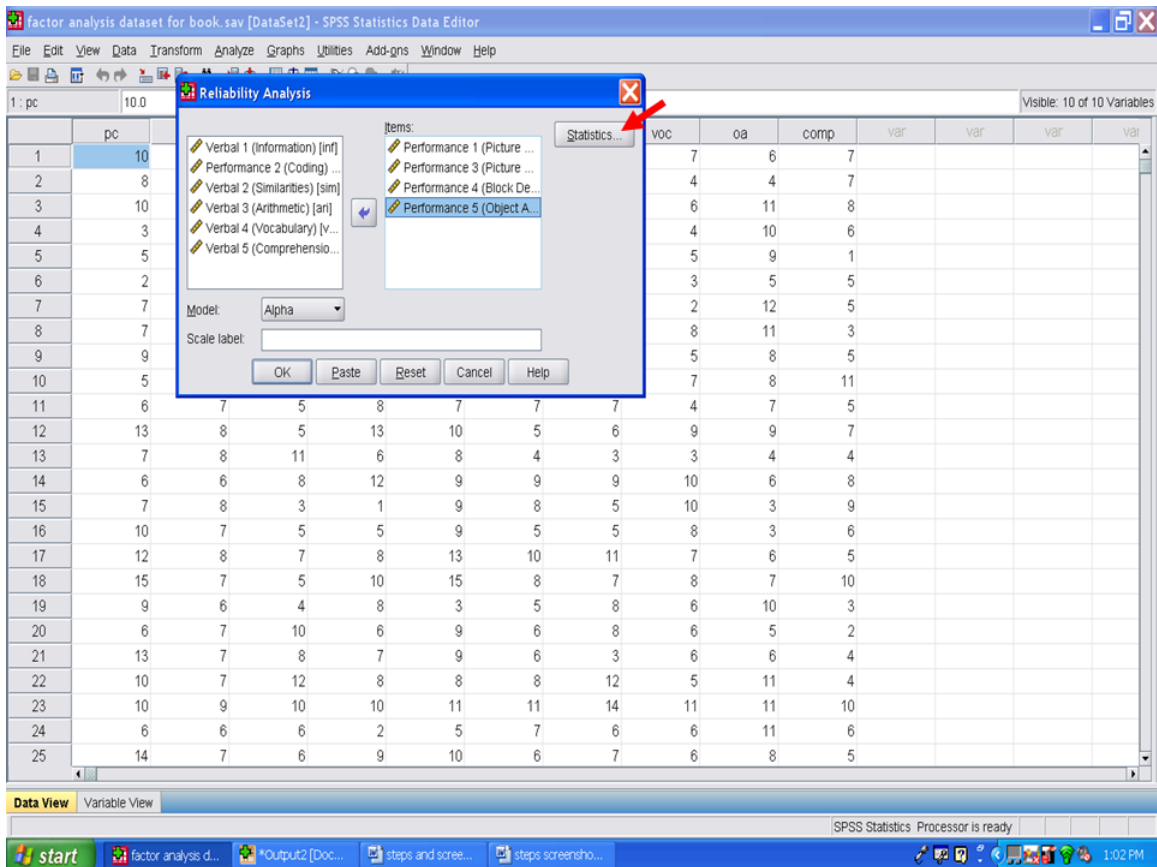 factor analysis dataset for book.sav [DataSet2] - SPSS Statistics Data Editor
File Edit View Data Transform Analyze Graphs Utilities Add-ons Window Help
1 : pc 10.0 Visible: 10 of 10 Variables
Reliability Analysis
Items:
Statistics...
Verbal 1 (Information) [inf]
Performance 2 (Coding) ...
Verbal 2 (Similarities) [sim]
Verbal 3 (Arithmetic) [ari]
Verbal 4 (Vocabulary) [v...
Verbal 5 (Comprehensio...
Performance 1 (Picture ...
Performance 3 (Picture ...
Performance 4 (Block De...
Performance 5 (Object A...
Model: Alpha
Scale label:
OK Paste Reset Cancel Help
pc voc oa comp var var var var
1 10 7 6 7
2 8 4 4 7
3 10 6 11 8
4 3 4 10 6
5 5 5 9 1
6 2 3 5 5
7 7 2 12 5
8 7 8 11 3
9 9 5 8 5
10 5 7 8 11
11 6 7 5 8 7 7 7 4 7 5
12 13 8 5 13 10 5 6 9 9 7
13 7 8 11 6 8 4 3 3 4 4
14 6 6 8 12 9 9 9 10 6 8
15 7 8 3 1 9 8 5 10 3 9
16 10 7 5 5 9 5 5 8 3 6
17 12 8 7 8 13 10 11 7 6 5
18 15 7 5 10 15 8 7 8 7 10
19 9 6 4 8 3 5 8 6 10 3
20 6 7 10 6 9 6 8 6 5 2
21 13 7 8 7 9 6 3 6 6 4
22 10 7 12 8 8 8 12 5 11 4
23 10 9 10 10 11 11 14 11 11 10
24 6 6 6 2 5 7 6 6 11 6
25 14 7 6 9 10 6 7 6 8 5
Data View Variable View
SPSS Statistics Processor is ready
start factor analysis d... *Output2 [Doc... steps and scree... steps screensho... 1:02 PM